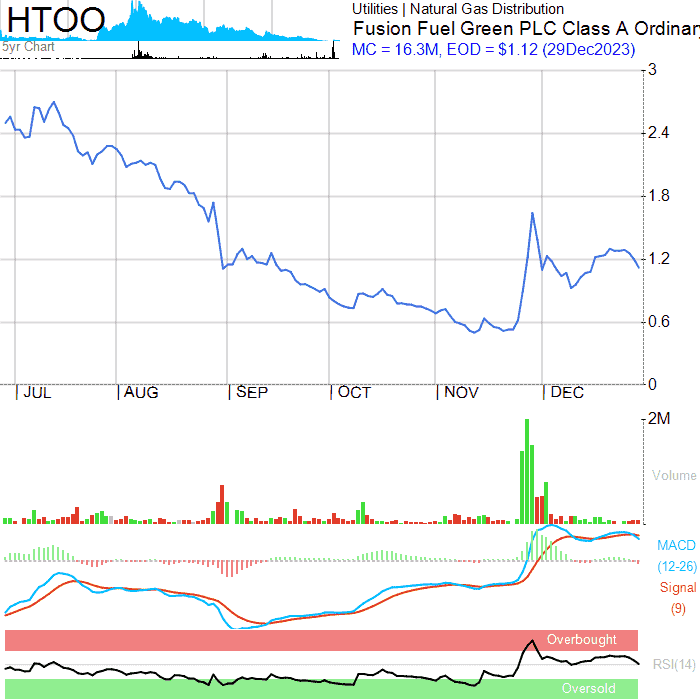 HTOO
5yr Chart
Utilities | Natural Gas Distribution
Fusion Fuel Green PLC Class A Ordinary
MC = 16.3M, EOD = $1.12 (29Dec2023)
3
2.4
1.8
1.2
0.6
0
JUL AUG SEP OCT NOV DEC
2M
Volume
MACD
(12-26)
Signal
(9)
Overbought
RSI(14)
Oversold